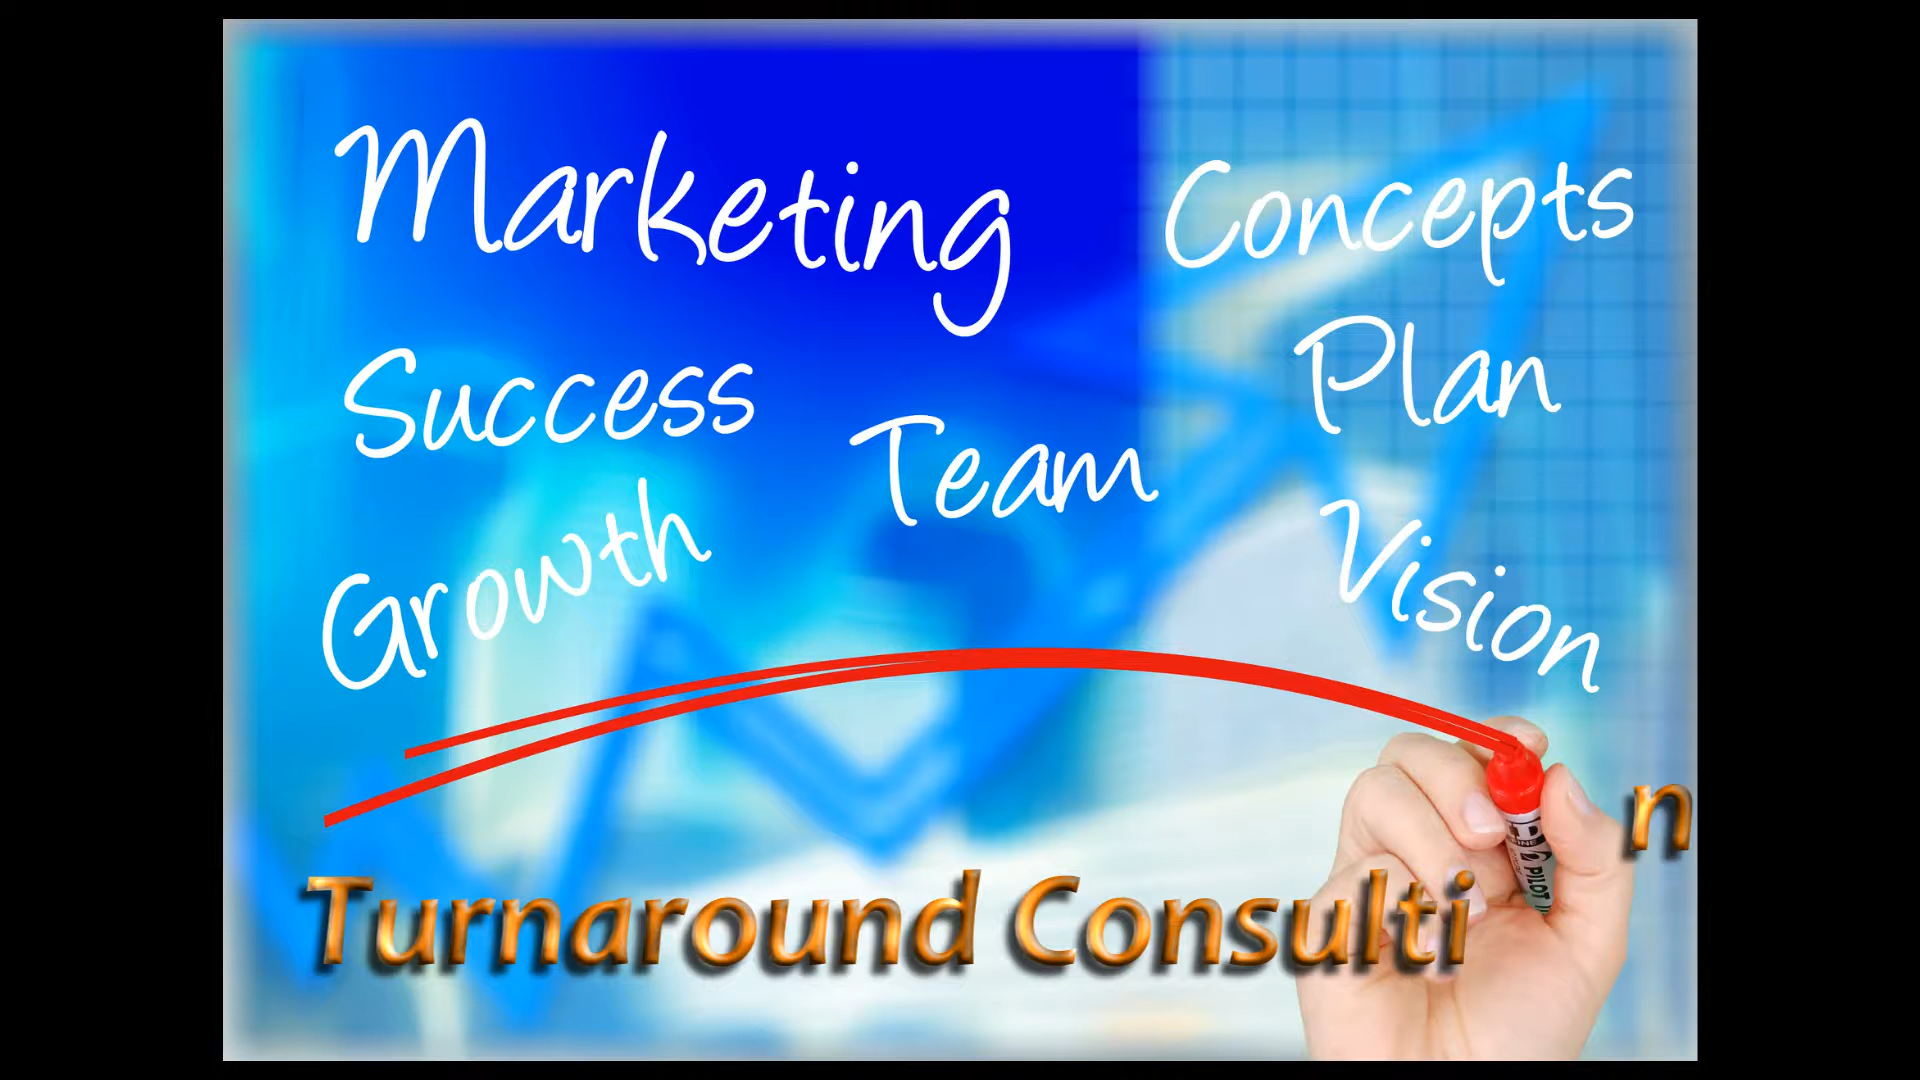 Marketing
Concepts
Success
Plan
Team
Growth
Vision
PILOT
n
Turnaround Consulti